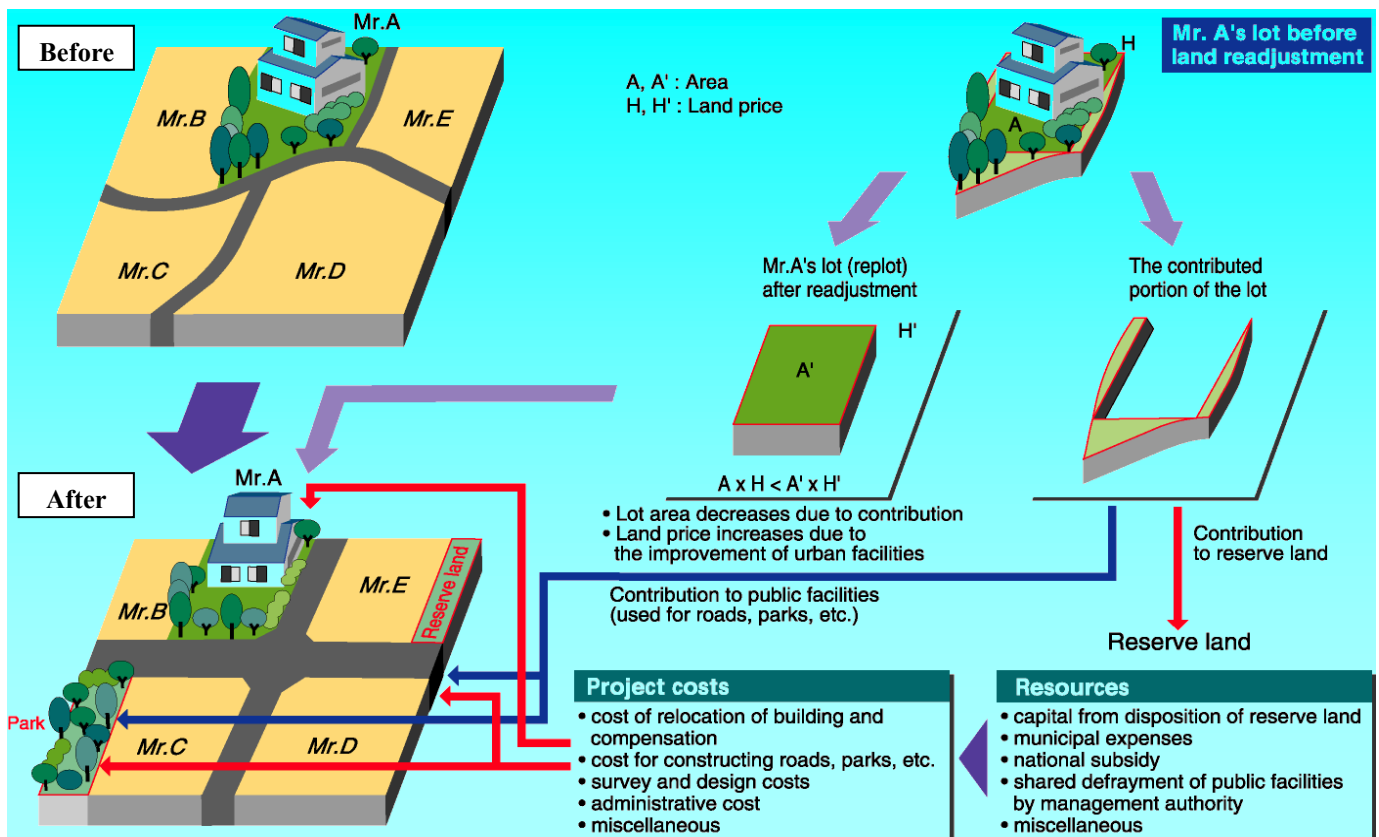 Before
Mr.A
Mr.B
Mr.E
Mr.C
Mr.D
A, A' : Area
H, H' : Land price
Mr. A's lot before
land readjustment
H
A
Mr.A's lot (replot)
after readjustment
The contributed
portion of the lot
H'
A'
A x H < A' x H'
• Lot area decreases due to contribution
• Land price increases due to
the improvement of urban facilities
Contribution
to reserve land
Contribution to public facilities
(used for roads, parks, etc.)
Reserve land
After
Mr.A
Mr.B
Mr.E
Reserve land
Park
Mr.C
Mr.D
Project costs
• cost of relocation of building and
compensation
• cost for constructing roads, parks, etc.
• survey and design costs
• administrative cost
• miscellaneous
Resources
• capital from disposition of reserve land
• municipal expenses
• national subsidy
• shared defrayment of public facilities
by management authority
• miscellaneous